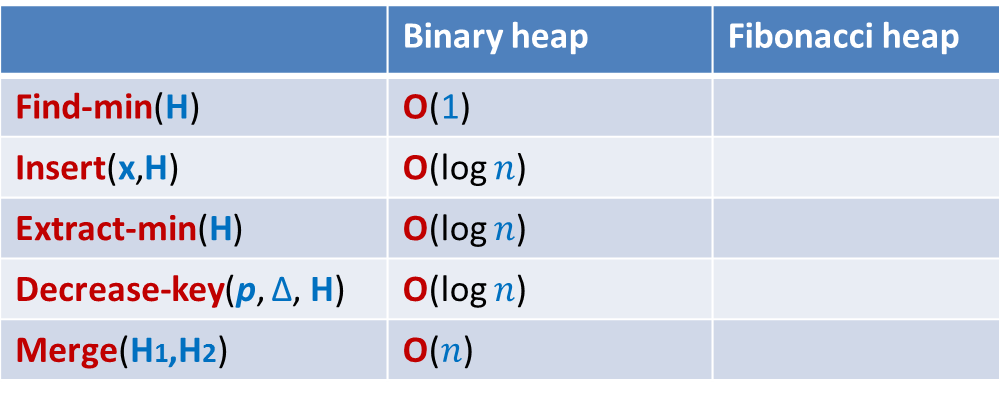 Binary heap Fibonacci heap
Find-min(H) O(1)
Insert(x,H) O(log n)
Extract-min(H) O(log n)
Decrease-key(p, Δ, H) O(log n)
Merge(H1,H2) O(n)